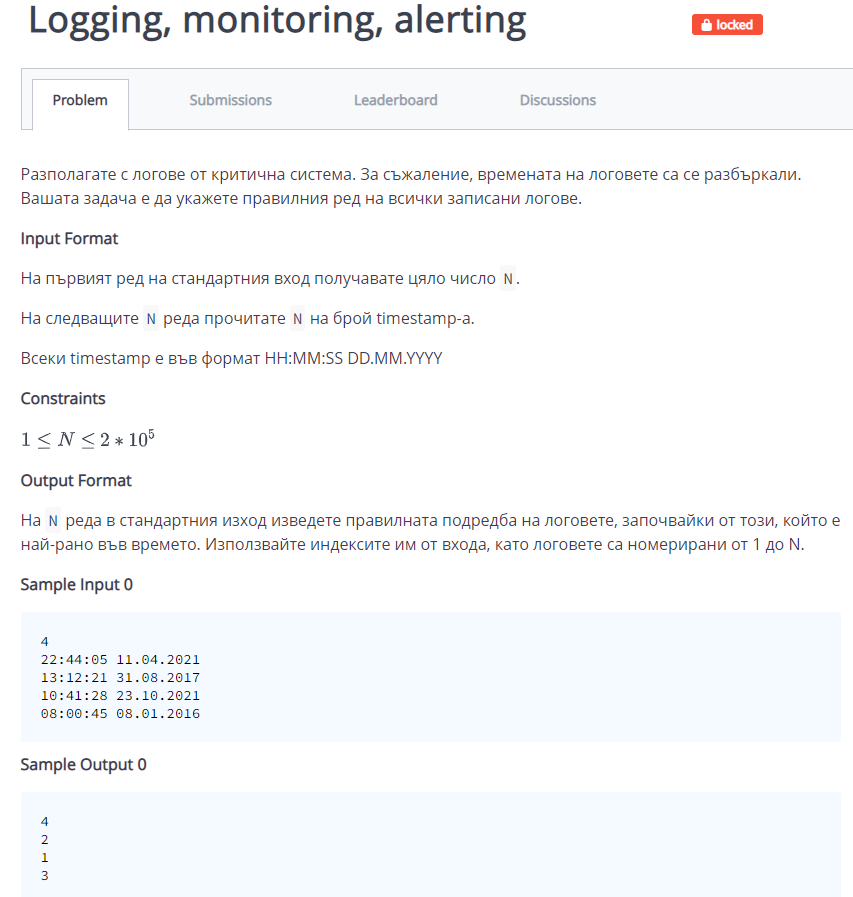 Logging, monitoring, alerting
locked
Problem Submissions Leaderboard Discussions
Разполагате с логове от критична система. За съжаление, времената на логовете са се разбъркали.
Вашата задача е да укажете правилния ред на всички записани логове.
Input Format
На първият ред на стандартния вход получавате цяло число N.
На следващите N реда прочитате N на брой timestamp-а.
Всеки timestamp е във формат HH:MM:SS DD.MM.YYYY
Constraints
1 ≤ N ≤ 2 * 10⁵
Output Format
На N реда в стандартния изход изведете правилната подредба на логовете, започвайки от този, който е
най-рано във времето. Използвайте индексите им от входа, като логовете са номерирани от 1 до N.
Sample Input 0
4
22:44:05 11.04.2021
13:12:21 31.08.2017
10:41:28 23.10.2021
08:00:45 08.01.2016
Sample Output 0
4
2
1
3